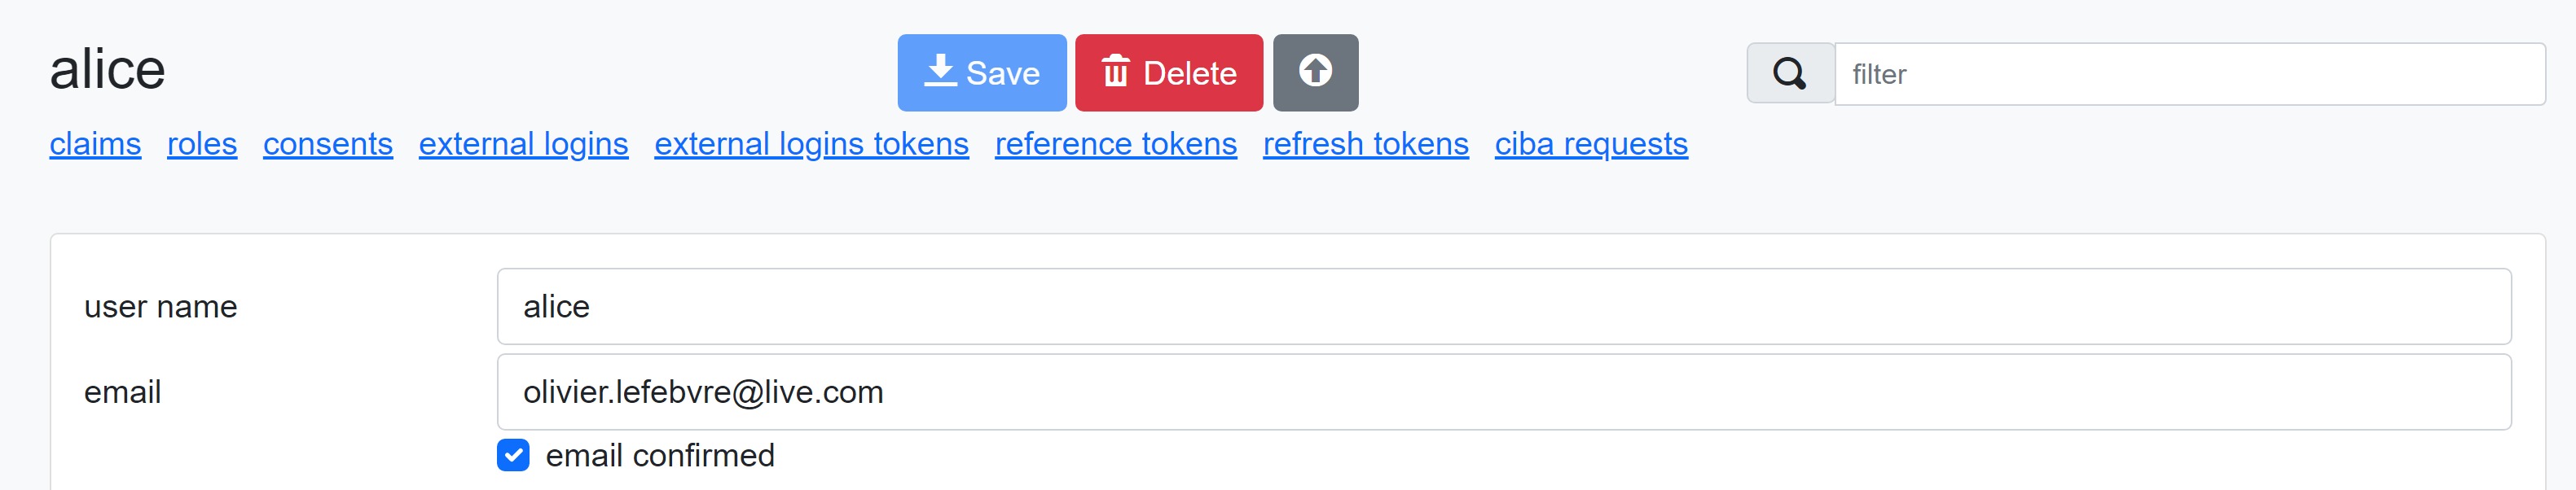 alice
Save Delete
filter
claims roles consents external logins external logins tokens reference tokens refresh tokens ciba requests
user name alice
email olivier.lefebvre@live.com
email confirmed